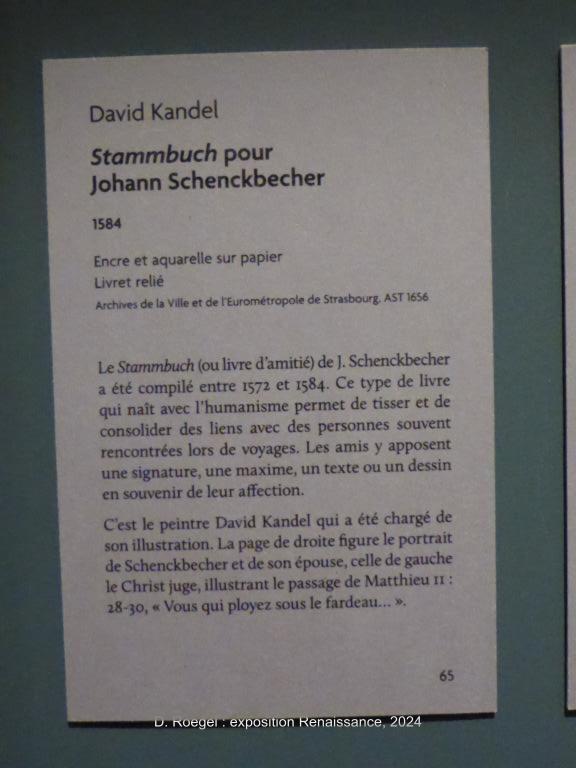 David Kandel
Stammbuch pour
Johann Schenckbecher
1584
Encre et aquarelle sur papier
Livret relié
Archives de la Ville et de l'Eurométropole de Strasbourg, AST 1656
Le Stammbuch (ou livre d'amitié) de J. Schenckbecher
a été compilé entre 1572 et 1584. Ce type de livre
qui naît avec l'humanisme permet de tisser et de
consolider des liens avec des personnes souvent
rencontrées lors de voyages. Les amis y apposent
une signature, une maxime, un texte ou un dessin
en souvenir de leur affection.
C'est le peintre David Kandel qui a été chargé de
son illustration. La page de droite figure le portrait
de Schenckbecher et de son épouse, celle de gauche
le Christ juge, illustrant le passage de Matthieu 11 :
28-30, « Vous qui ployez sous le fardeau... ».
65
D. Roegel : exposition Renaissance, 2024